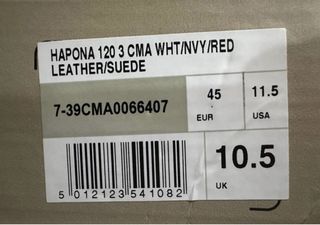 HAPONA 120 3 CMA WHT/NVY/RED
LEATHER/SUEDE
7-39CMA0066407
45
EUR
11.5
USA
10.5
UK
5 012123 541082